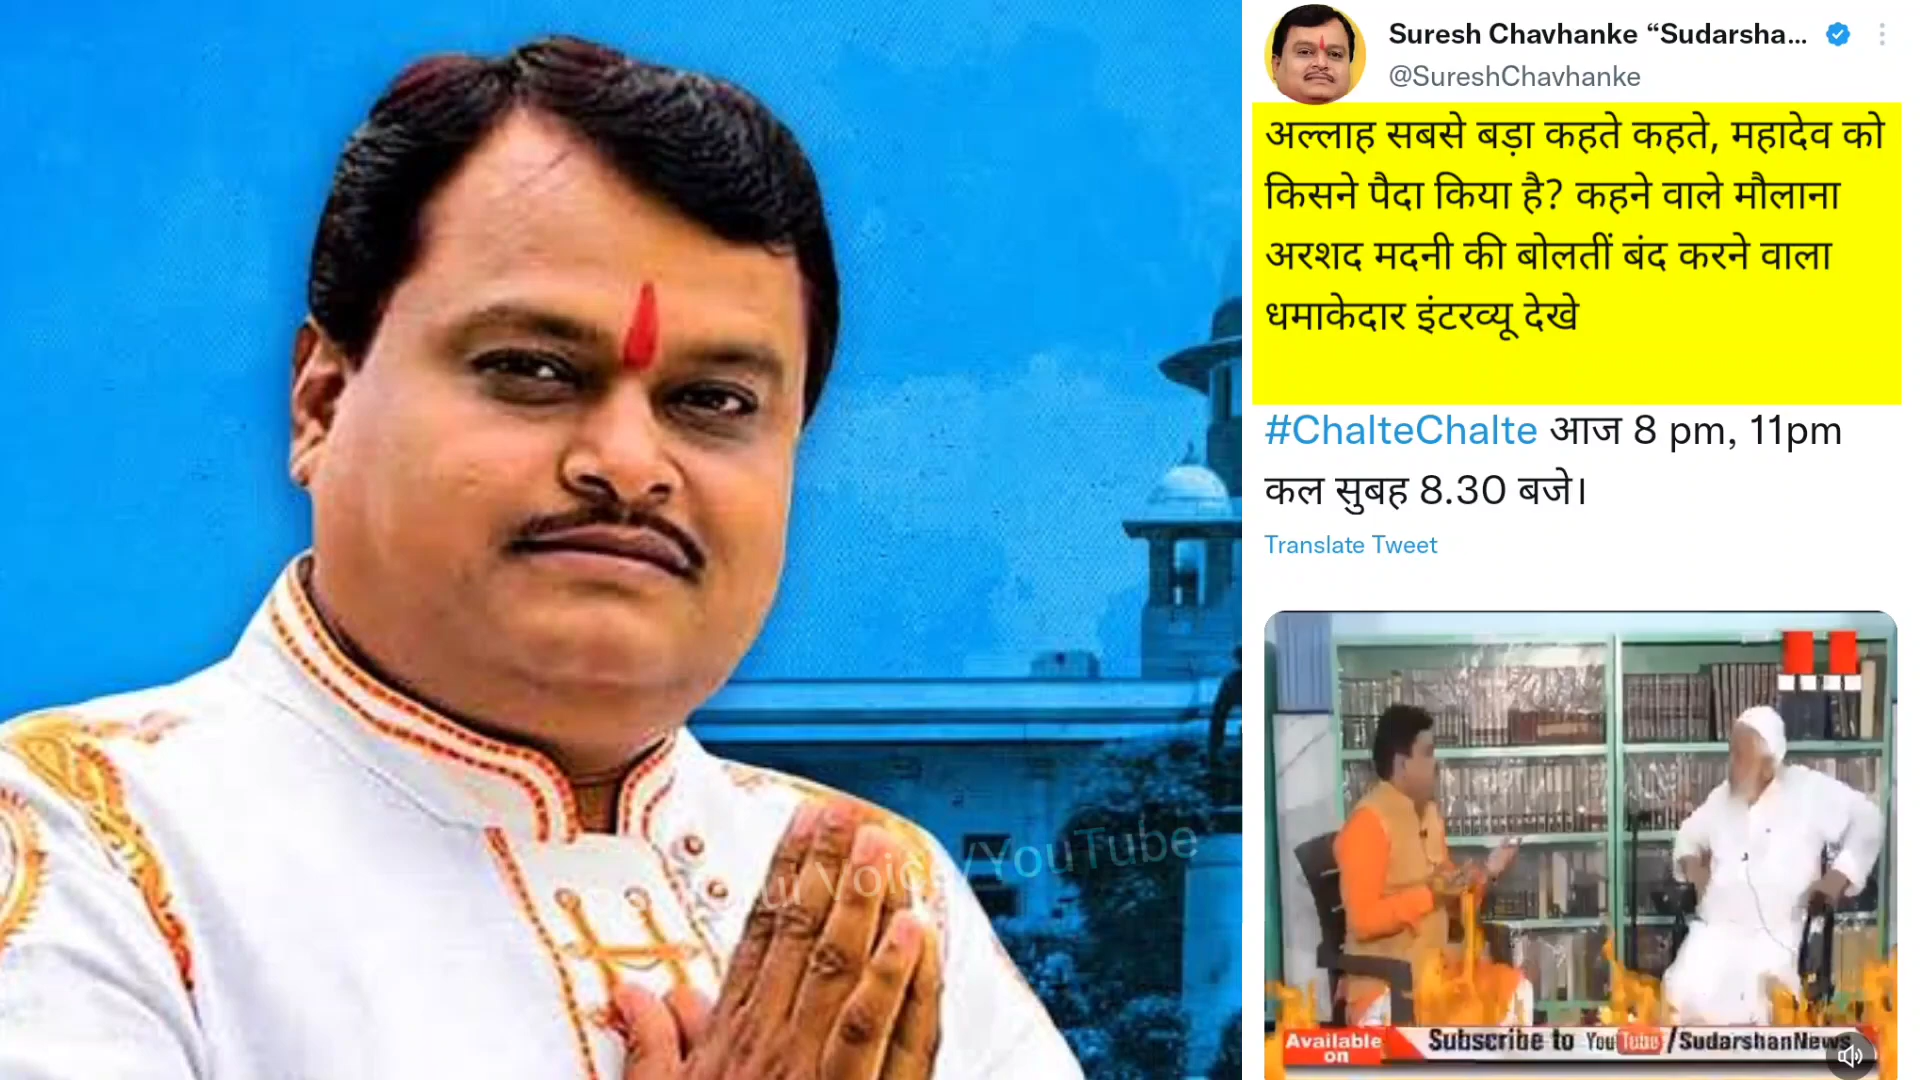 Suresh Chavhanke “Sudarsha...
@SureshChavhanke
अल्लाह सबसे बड़ा कहते कहते, महादेव को
किसने पैदा किया है? कहने वाले मौलाना
अरशद मदनी की बोलतीं बंद करने वाला
धमाकेदार इंटरव्यू देखे
#ChalteChalte आज 8 pm, 11pm
कल सुबह 8.30 बजे।
Translate Tweet
Voice/YouTube
Available
on
Subscribe to YouTube/SudarshanNews